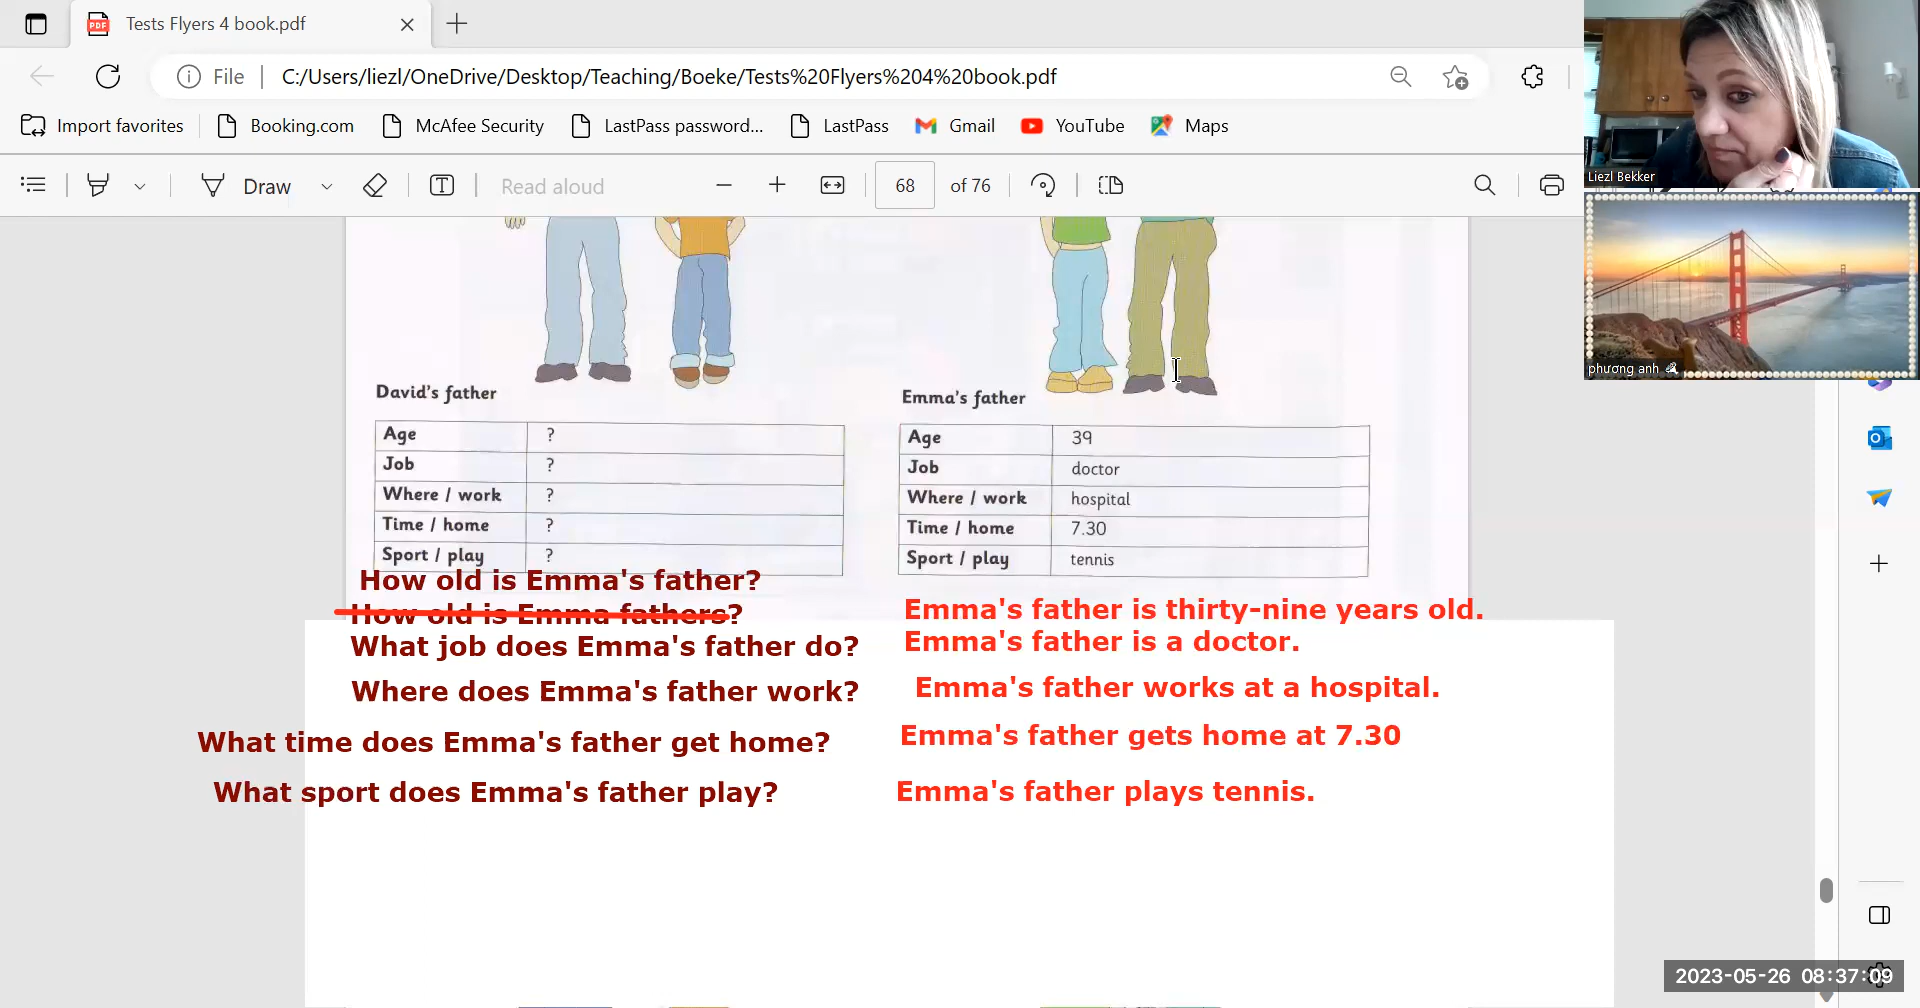 Tests Flyers 4 book.pdf
File
C:/Users/liezl/OneDrive/Desktop/Teaching/Boeke/Tests%20Flyers%204%20book.pdf
Import favorites
Booking.com
McAfee Security
LastPass password...
LastPass
Gmail
YouTube
Maps
Draw
Read aloud
68 of 76
Liezl Bekker
phương anh
David's father
Age ?
Job ?
Where / work ?
Time / home ?
Sport / play ?
Emma's father
Age 39
Job doctor
Where / work hospital
Time / home 7.30
Sport / play tennis
How old is Emma's father?
How old is Emma fathers?
What job does Emma's father do?
Where does Emma's father work?
What time does Emma's father get home?
What sport does Emma's father play?
Emma's father is thirty-nine years old.
Emma's father is a doctor.
Emma's father works at a hospital.
Emma's father gets home at 7.30
Emma's father plays tennis.
2023-05-26 08:37:09